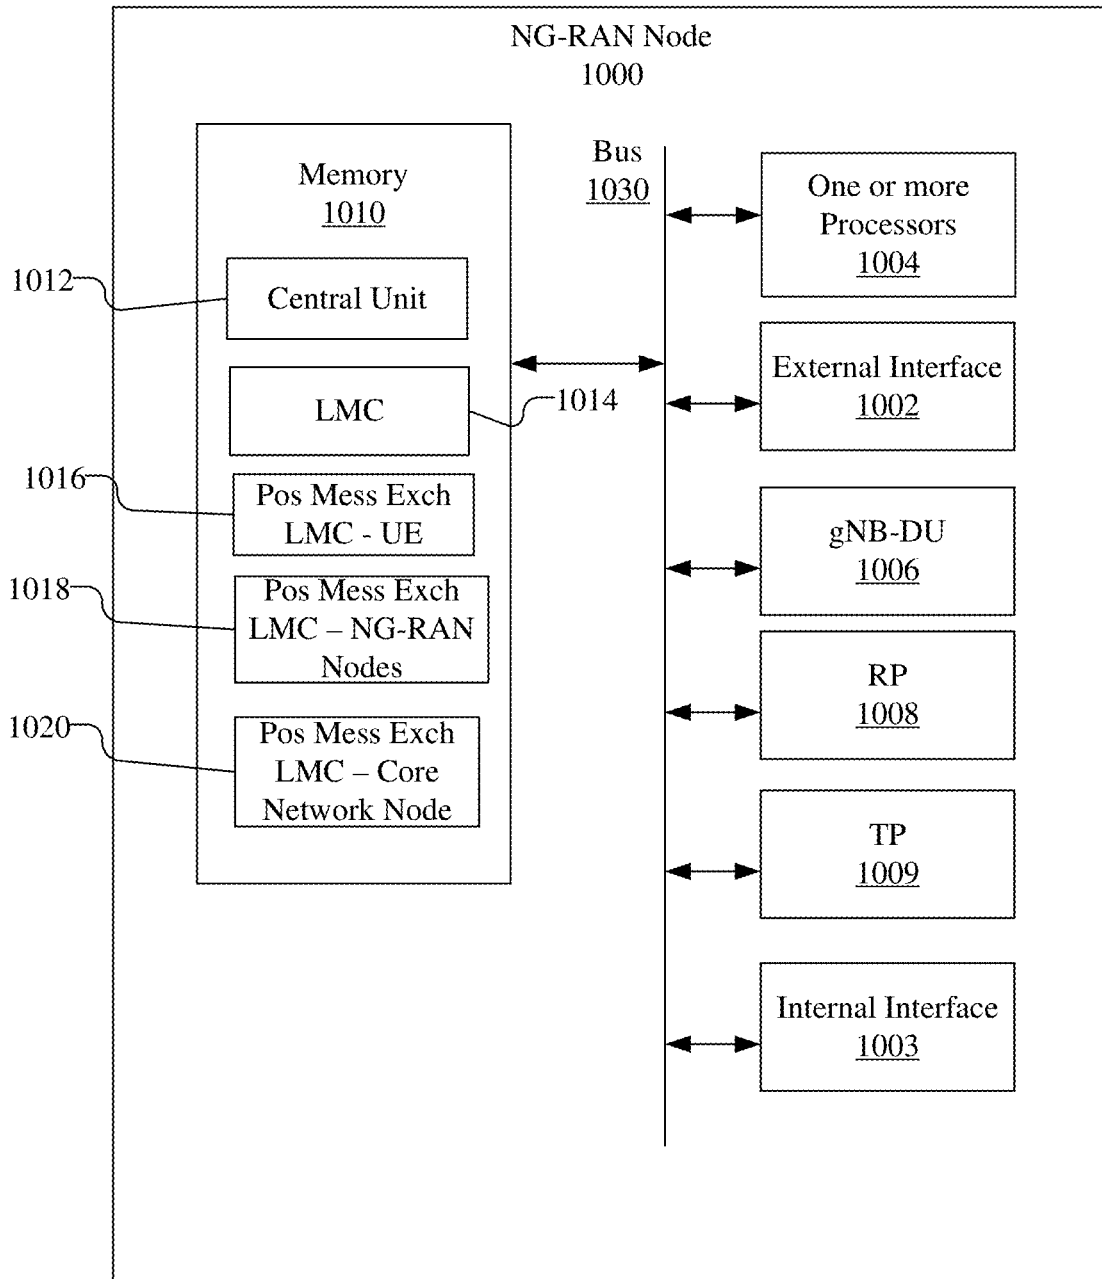 NG-RAN Node
1000
Memory
1010
1012
Central Unit
LMC
1014
1016
Pos Mess Exch
LMC - UE
1018
Pos Mess Exch
LMC – NG-RAN
Nodes
1020
Pos Mess Exch
LMC – Core
Network Node
Bus
1030
One or more
Processors
1004
External Interface
1002
gNB-DU
1006
RP
1008
TP
1009
Internal Interface
1003